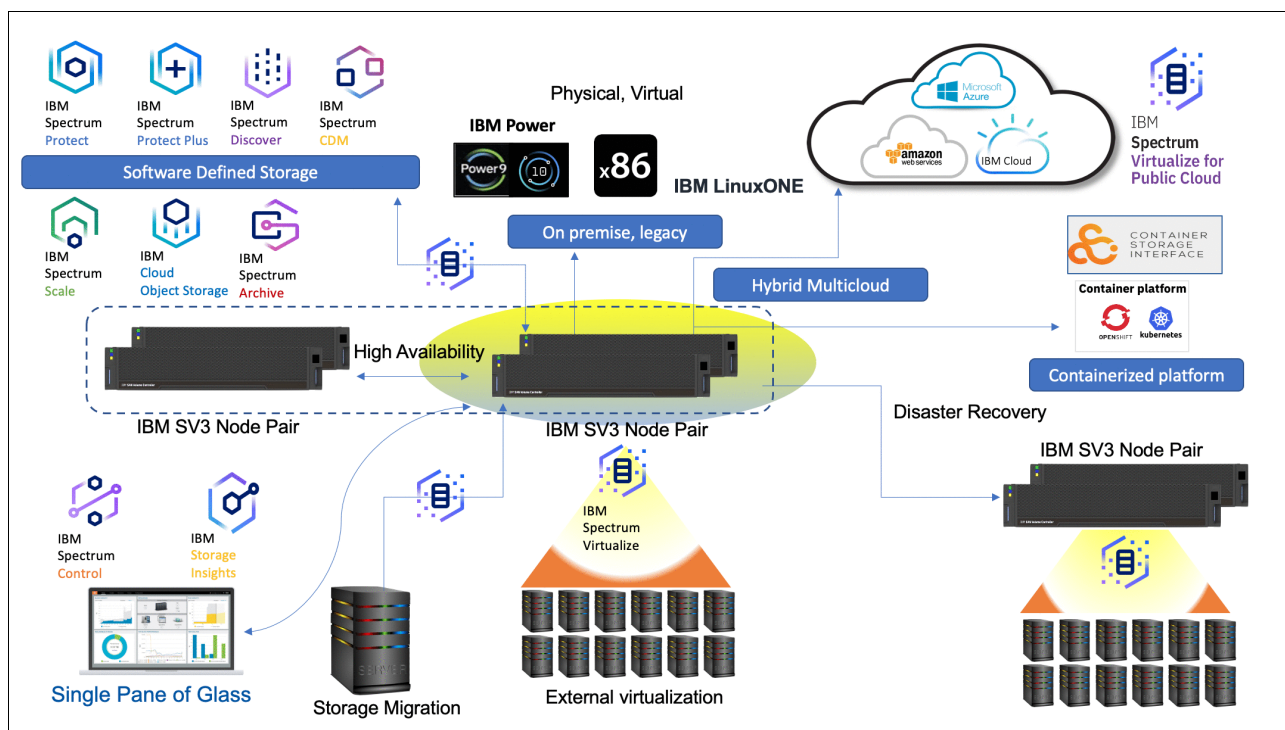 IBM
Spectrum
Protect
IBM
Spectrum
Protect Plus
IBM
Spectrum
Discover
IBM
Spectrum
CDM
Software Defined Storage
IBM
Spectrum
Scale
IBM
Cloud
Object Storage
IBM
Spectrum
Archive
Physical, Virtual
IBM Power
Power9
10
x86
IBM LinuxONE
On premise, legacy
Microsoft
Azure
amazon
web services
IBM Cloud
IBM
Spectrum
Virtualize for
Public Cloud
Hybrid Multicloud
CONTAINER
STORAGE
INTERFACE
Container platform
OPENSHIFT
kubernetes
Containerized platform
High Availability
IBM SV3 Node Pair
IBM SV3 Node Pair
Disaster Recovery
IBM SV3 Node Pair
IBM
Spectrum
Control
IBM
Storage
Insights
Single Pane of Glass
SERVER
Storage Migration
IBM
Spectrum
Virtualize
External virtualization